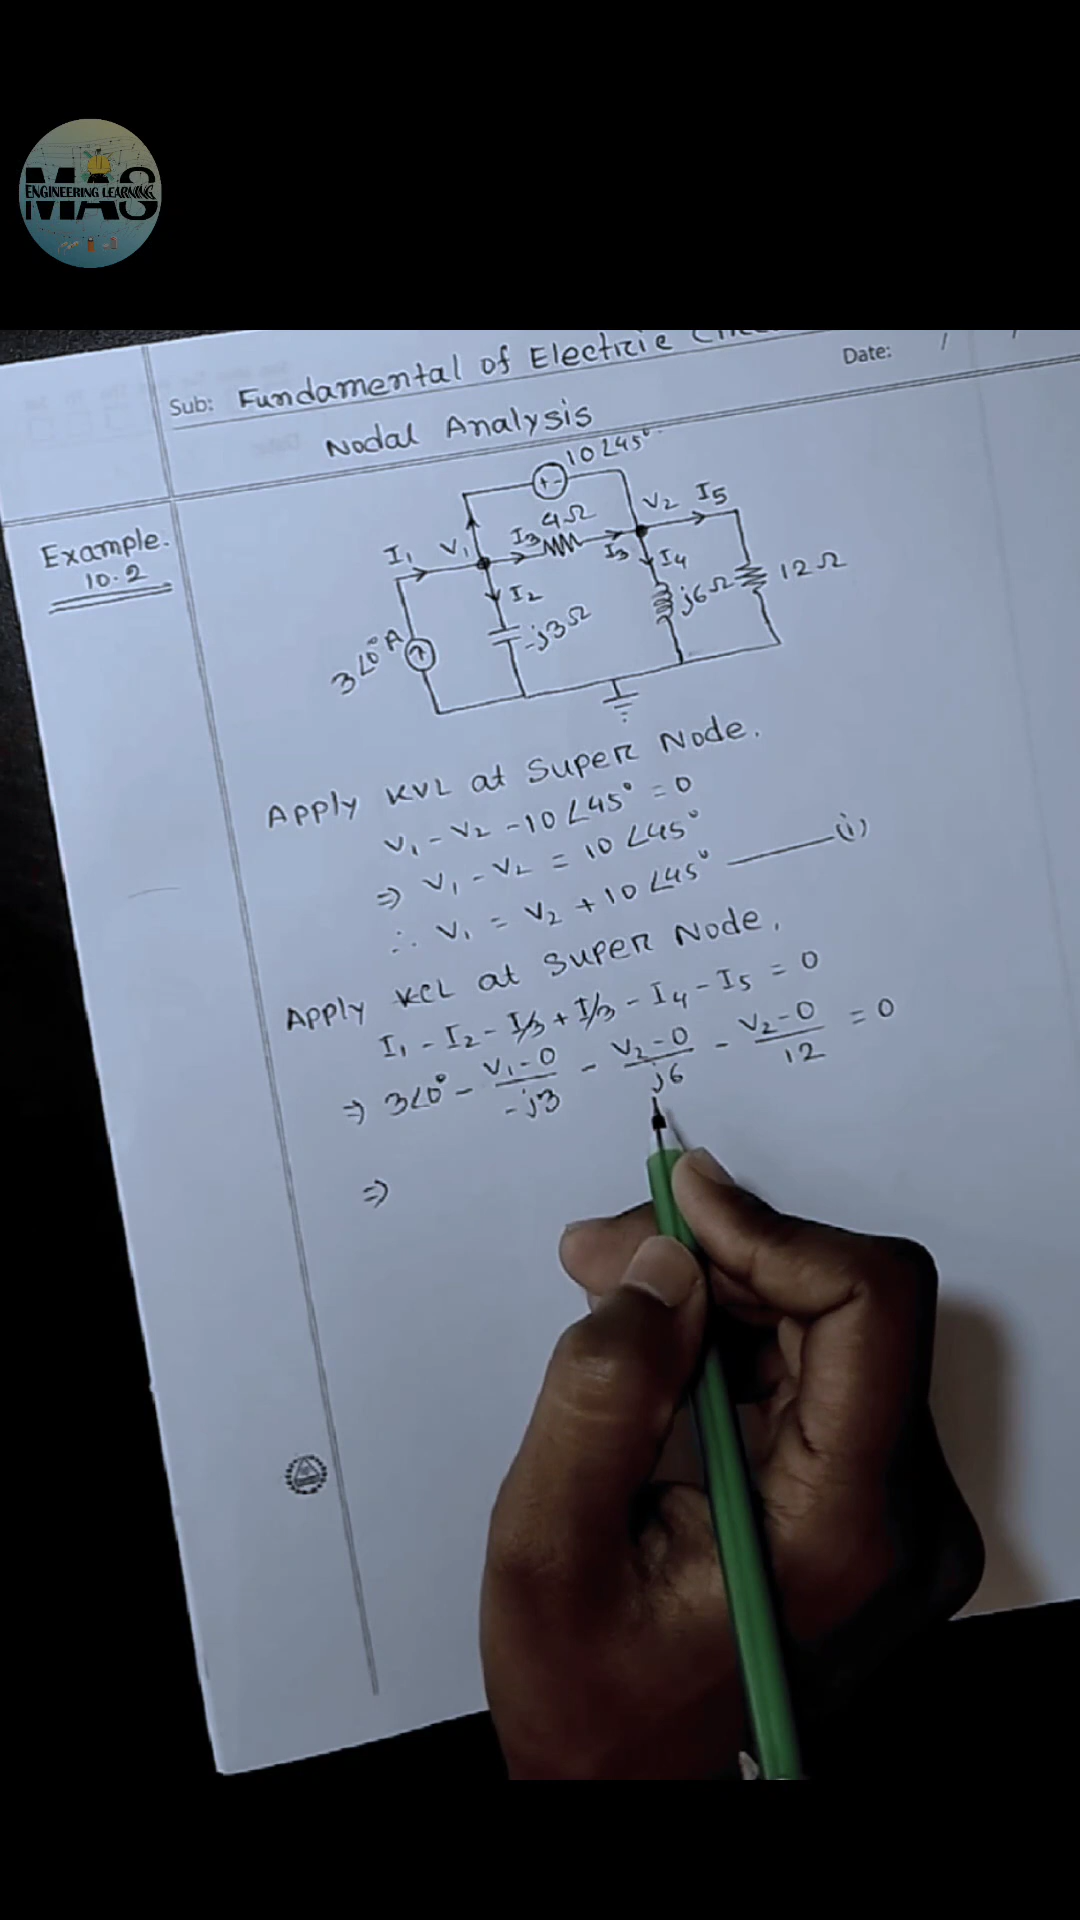 MAS
ENGINEERING LEARNING
Sub: Fundamental of Electric
Date: / /
Nodal Analysis
Example.
10.2
10∠45°
4Ω
I₁
V₁
I₃
I₃
V₂
I₅
I₂
I₄
3∠0°A
-j3Ω
j6Ω
12Ω
Apply KVL at Super Node.
V₁ - V₂ - 10∠45° = 0
⇒ V₁ - V₂ = 10∠45°
∴ V₁ = V₂ + 10∠45° —— (i)
Apply KCL at Super Node.
I₁ - I₂ - I₃ + I₃ - I₄ - I₅ = 0
⇒ 3∠0° - (V₁-0)/(-j3) - (V₂-0)/(j6) - (V₂-0)/12 = 0
⇒